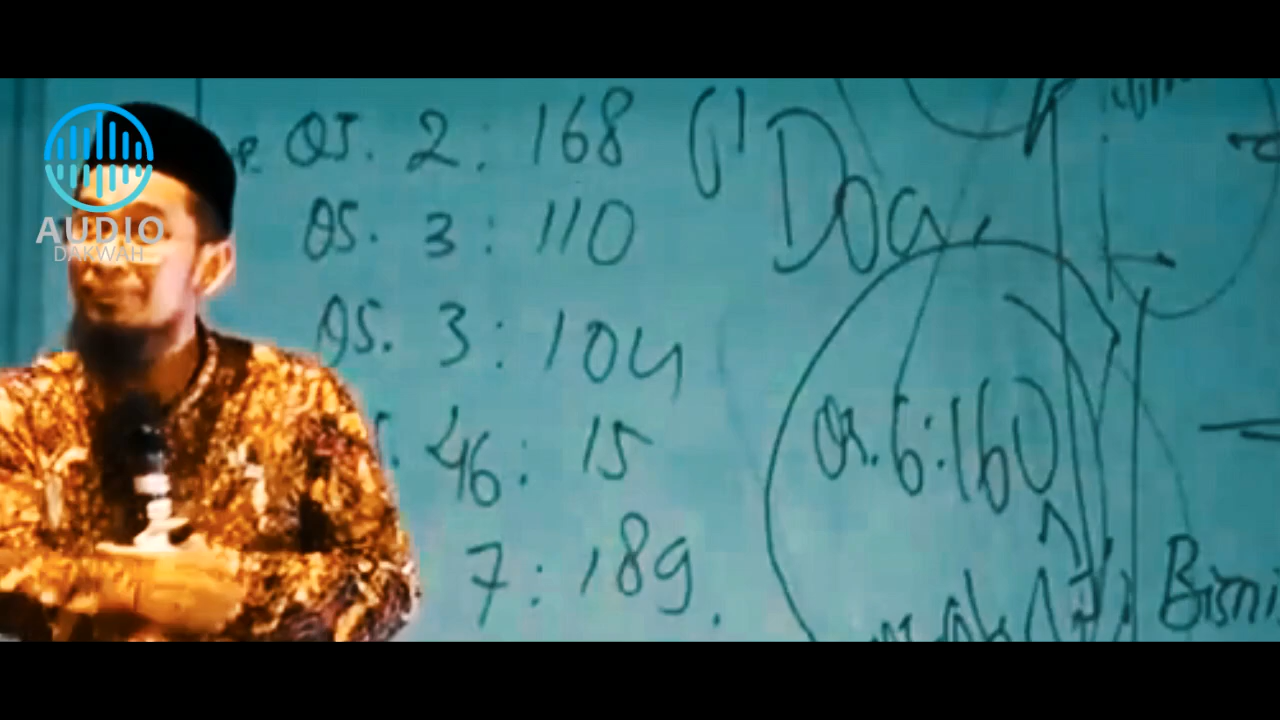 AUDIO
DAKWAH
QS. 2 : 168
QS. 3 : 110
QS. 3 : 104
46 : 15
7 : 189.
Doa
QS. 6:160
Bisni